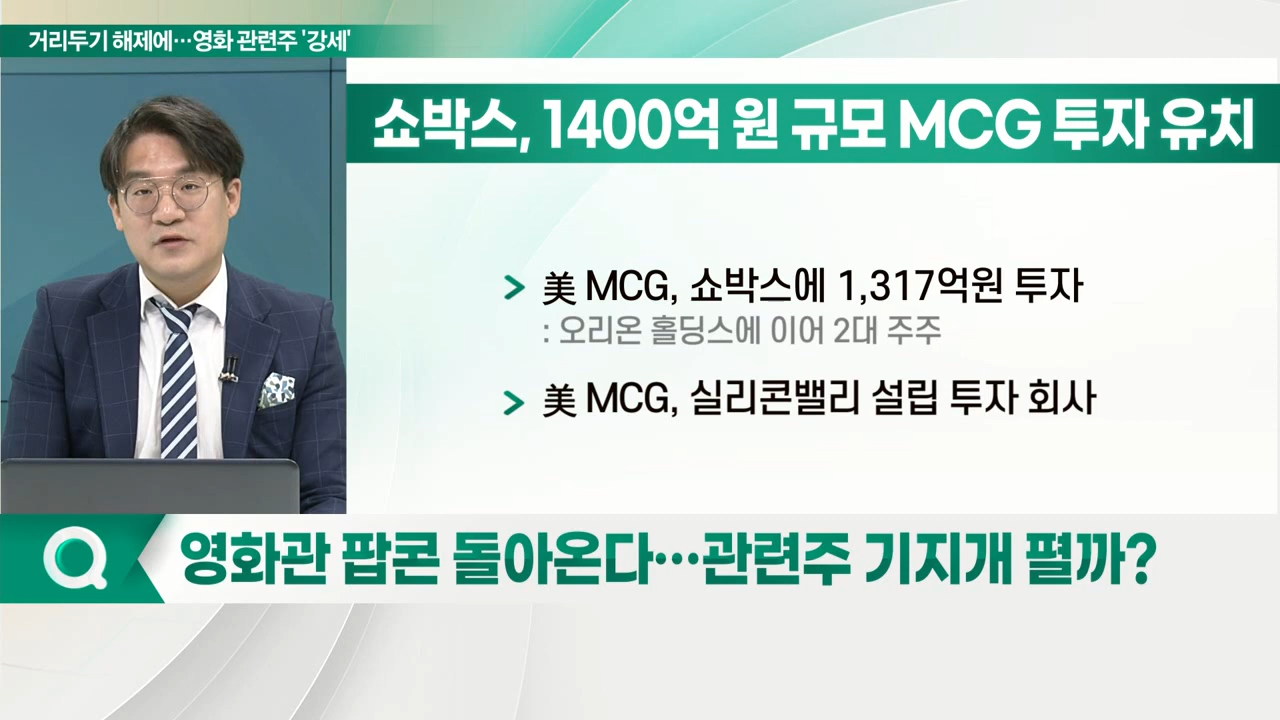 거리두기 해제에…영화 관련주 '강세'
쇼박스, 1400억 원 규모 MCG 투자 유치
> 美 MCG, 쇼박스에 1,317억원 투자
: 오리온 홀딩스에 이어 2대 주주
> 美 MCG, 실리콘밸리 설립 투자 회사
영화관 팝콘 돌아온다…관련주 기지개 펼까?